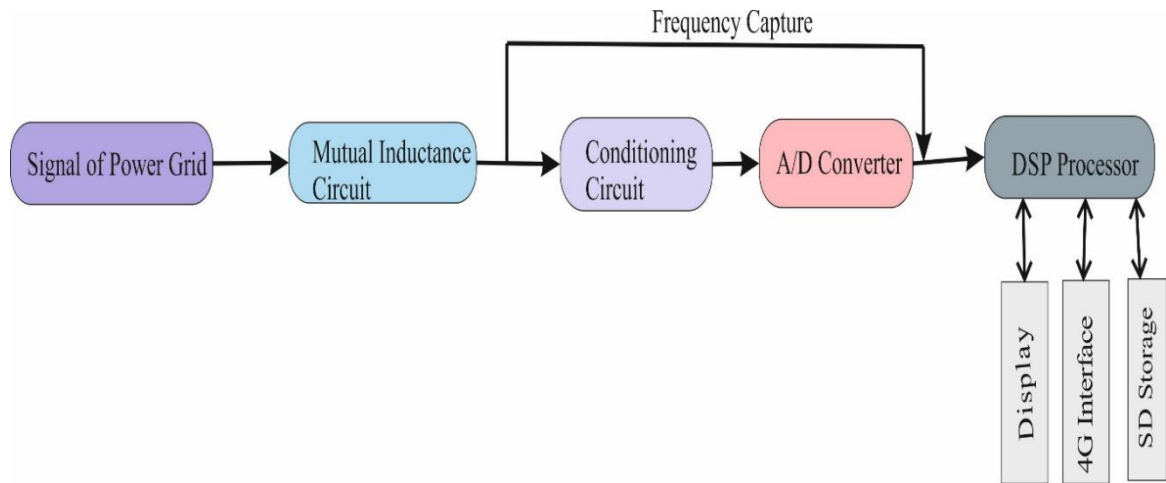 Frequency Capture
Signal of Power Grid
Mutual Inductance
Circuit
Conditioning
Circuit
A/D Converter
DSP Processor
Display
4G Interface
SD Storage